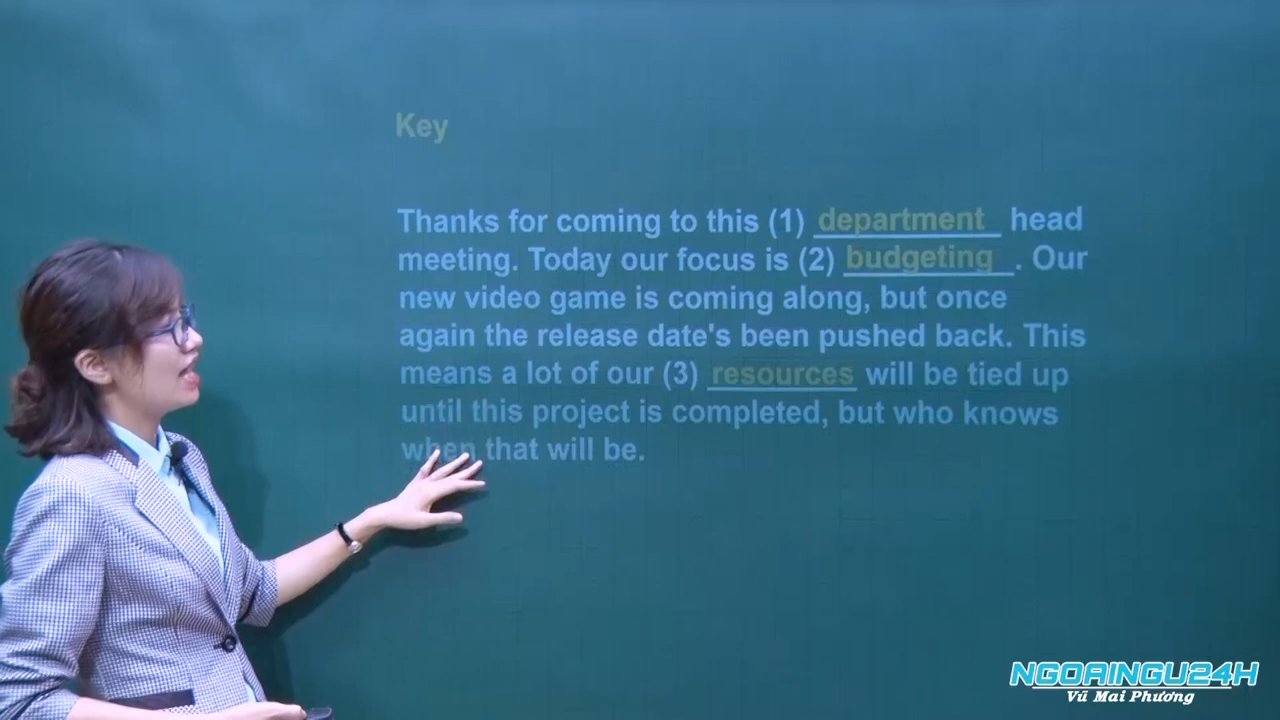 Key
Thanks for coming to this (1) department head
meeting. Today our focus is (2) budgeting. Our
new video game is coming along, but once
again the release date's been pushed back. This
means a lot of our (3) resources will be tied up
until this project is completed, but who knows
when that will be.
NGOAINGU24H
Vũ Mai Phương